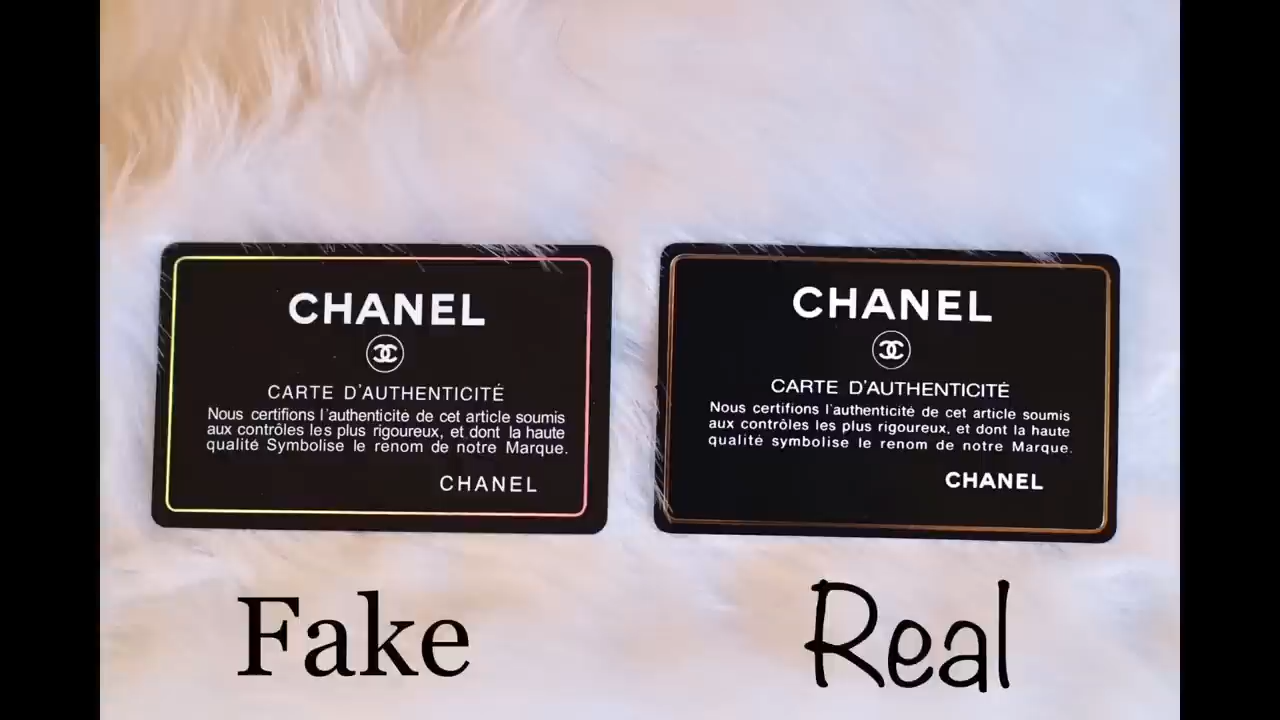 CHANEL
CARTE D'AUTHENTICITÉ
Nous certifions l'authenticité de cet article soumis
aux contrôles les plus rigoureux, et dont la haute
qualité Symbolise le renom de notre Marque.
CHANEL
Fake
CHANEL
CARTE D'AUTHENTICITÉ
Nous certifions l'authenticité de cet article soumis
aux contrôles les plus rigoureux, et dont la haute
qualité symbolise le renom de notre Marque.
CHANEL
Real